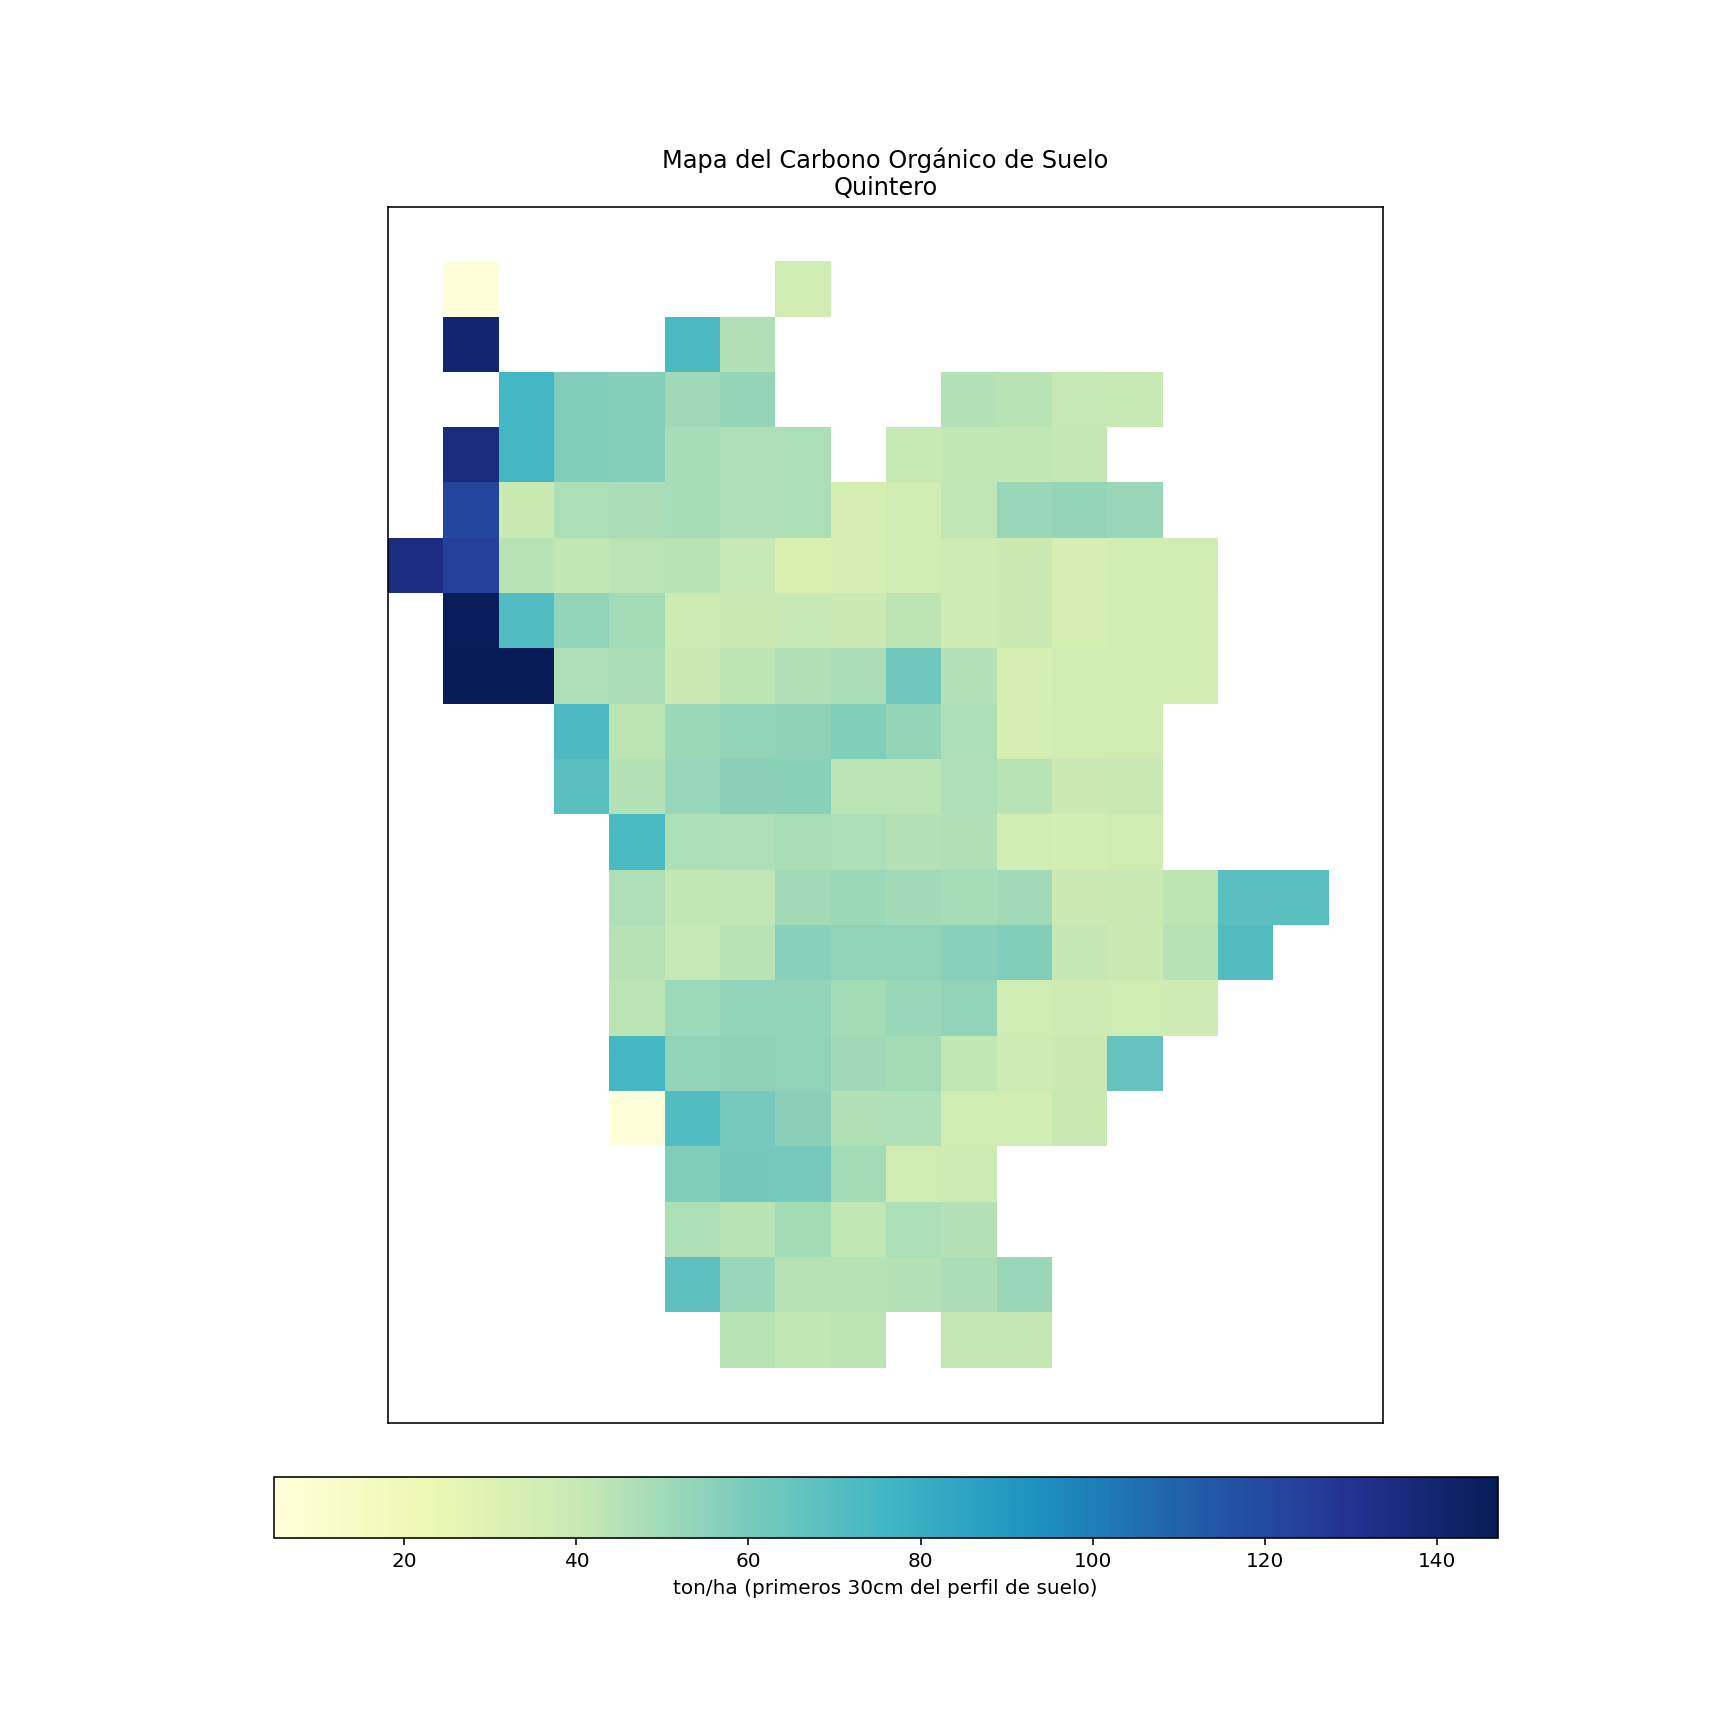 Mapa del Carbono Orgánico de Suelo
Quintero
20 40 60 80 100 120 140
ton/ha (primeros 30cm del perfil de suelo)